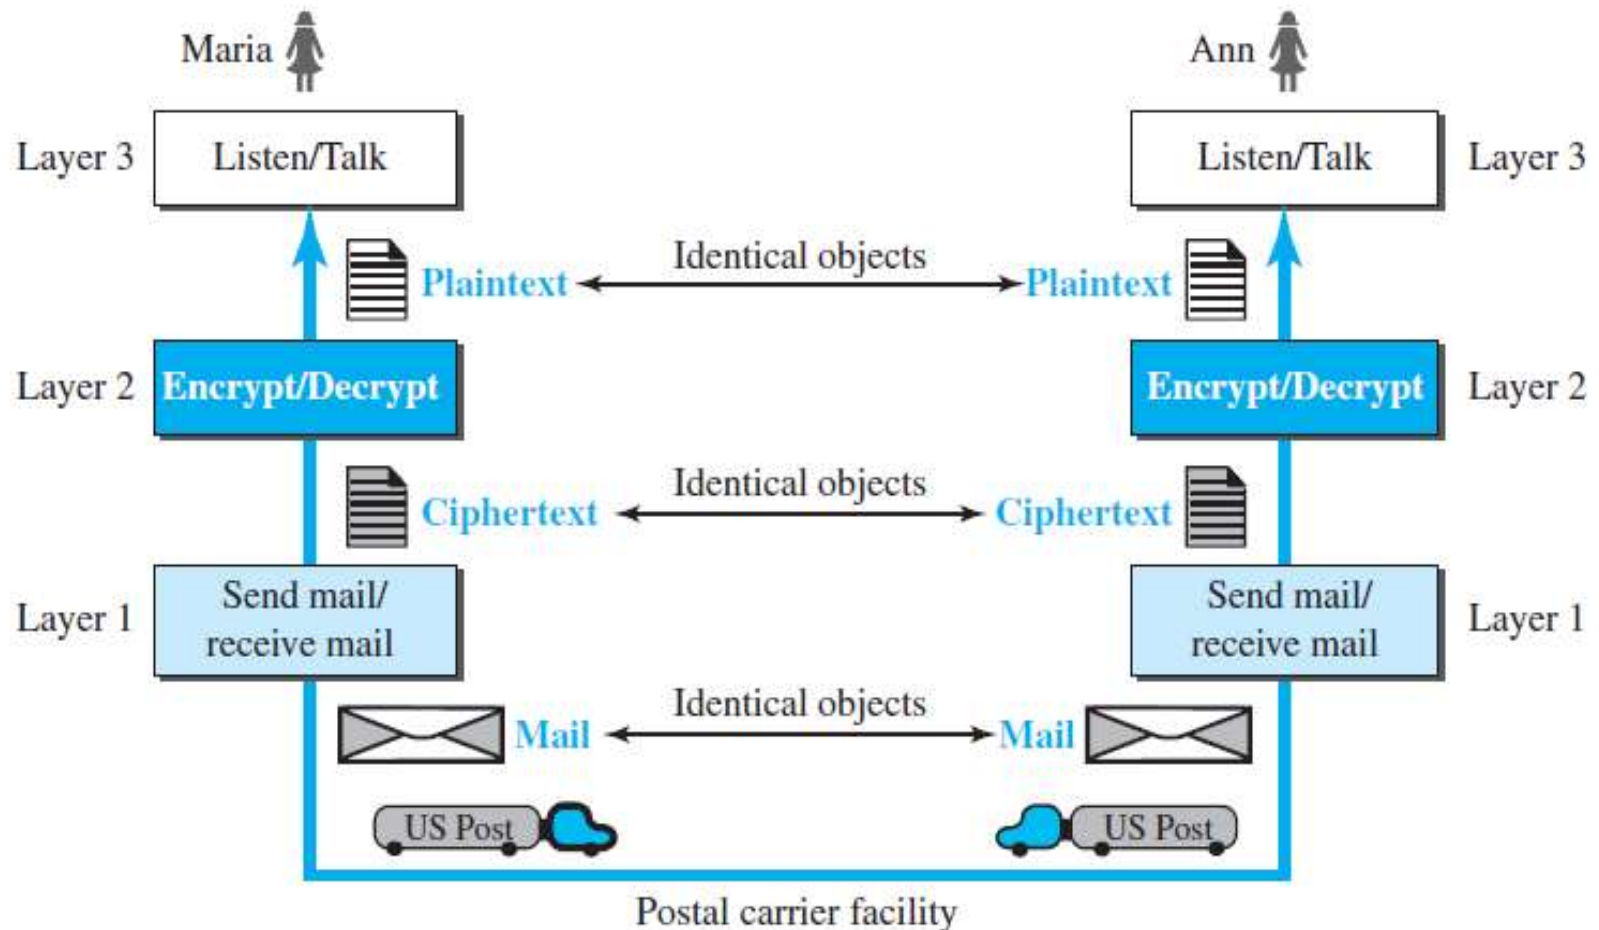 Maria
Ann
Layer 3
Listen/Talk
Listen/Talk
Layer 3
Identical objects
Plaintext
Plaintext
Layer 2
Encrypt/Decrypt
Encrypt/Decrypt
Layer 2
Identical objects
Ciphertext
Ciphertext
Layer 1
Send mail/
receive mail
Send mail/
receive mail
Layer 1
Identical objects
Mail
Mail
US Post
US Post
Postal carrier facility